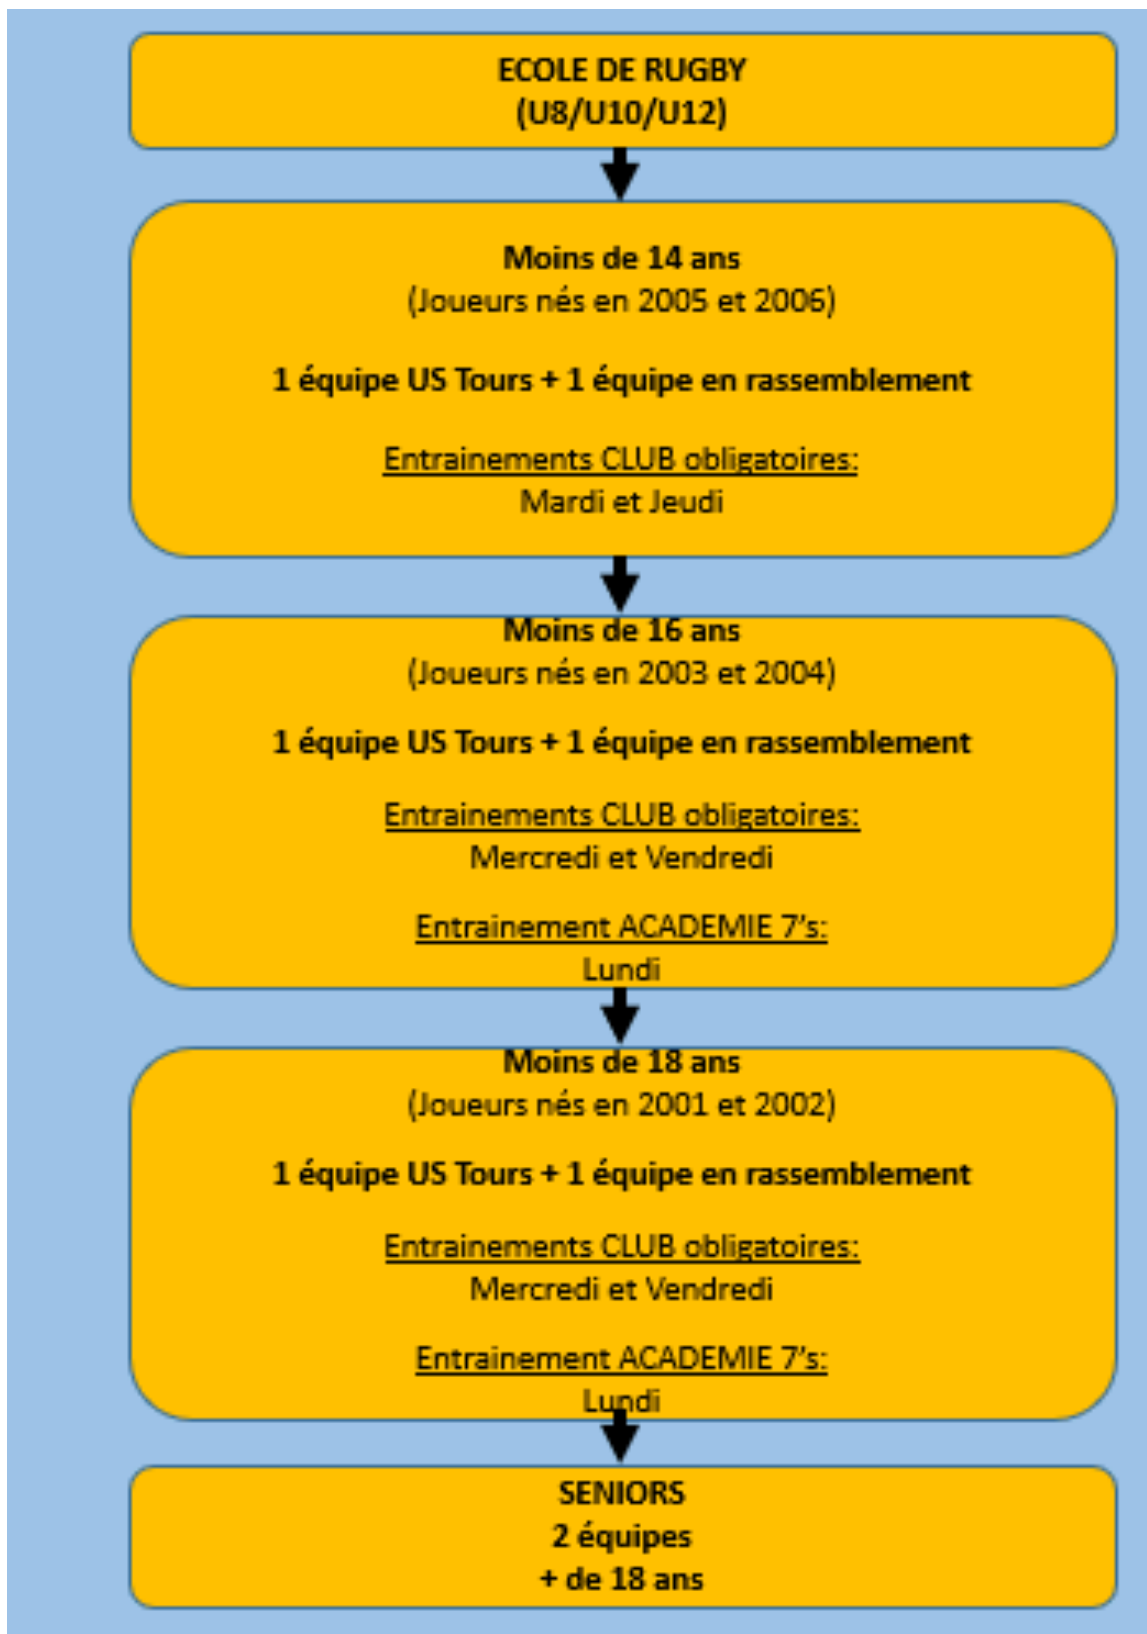 ECOLE DE RUGBY
(U8/U10/U12)
Moins de 14 ans
(Joueurs nés en 2005 et 2006)
1 équipe US Tours + 1 équipe en rassemblement
Entrainements CLUB obligatoires:
Mardi et Jeudi
Moins de 16 ans
(Joueurs nés en 2003 et 2004)
1 équipe US Tours + 1 équipe en rassemblement
Entrainements CLUB obligatoires:
Mercredi et Vendredi
Entrainement ACADEMIE 7's:
Lundi
Moins de 18 ans
(Joueurs nés en 2001 et 2002)
1 équipe US Tours + 1 équipe en rassemblement
Entrainements CLUB obligatoires:
Mercredi et Vendredi
Entrainement ACADEMIE 7's:
Lundi
SENIORS
2 équipes
+ de 18 ans